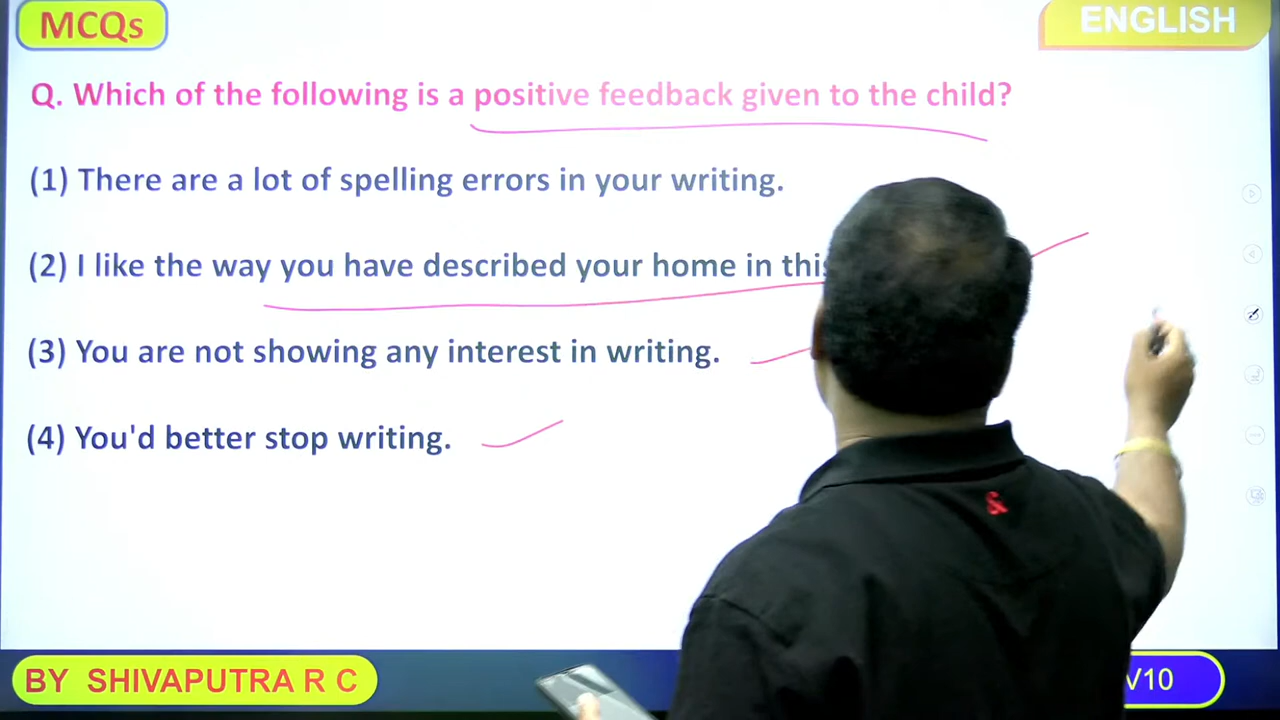 MCQs
ENGLISH
Q. Which of the following is a positive feedback given to the child?
(1) There are a lot of spelling errors in your writing.
(2) I like the way you have described your home in this
(3) You are not showing any interest in writing.
(4) You'd better stop writing.
&
BY SHIVAPUTRA R C
V10